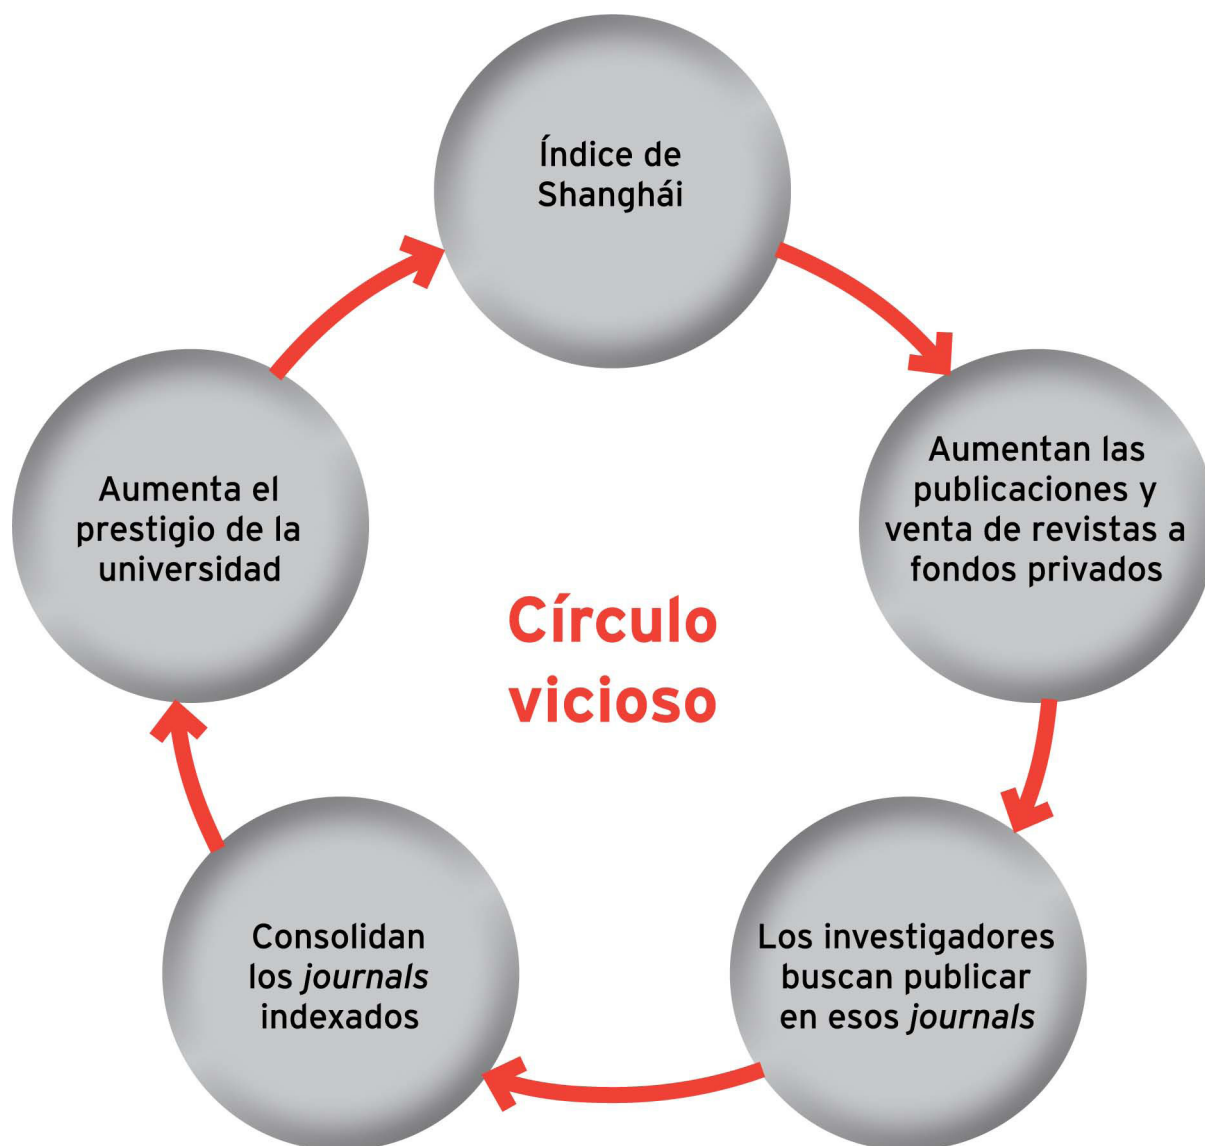 Índice de
Shanghái
Aumentan las
publicaciones y
venta de revistas a
fondos privados
Los investigadores
buscan publicar
en esos journals
Consolidan
los journals
indexados
Aumenta el
prestigio de la
universidad
Círculo
vicioso